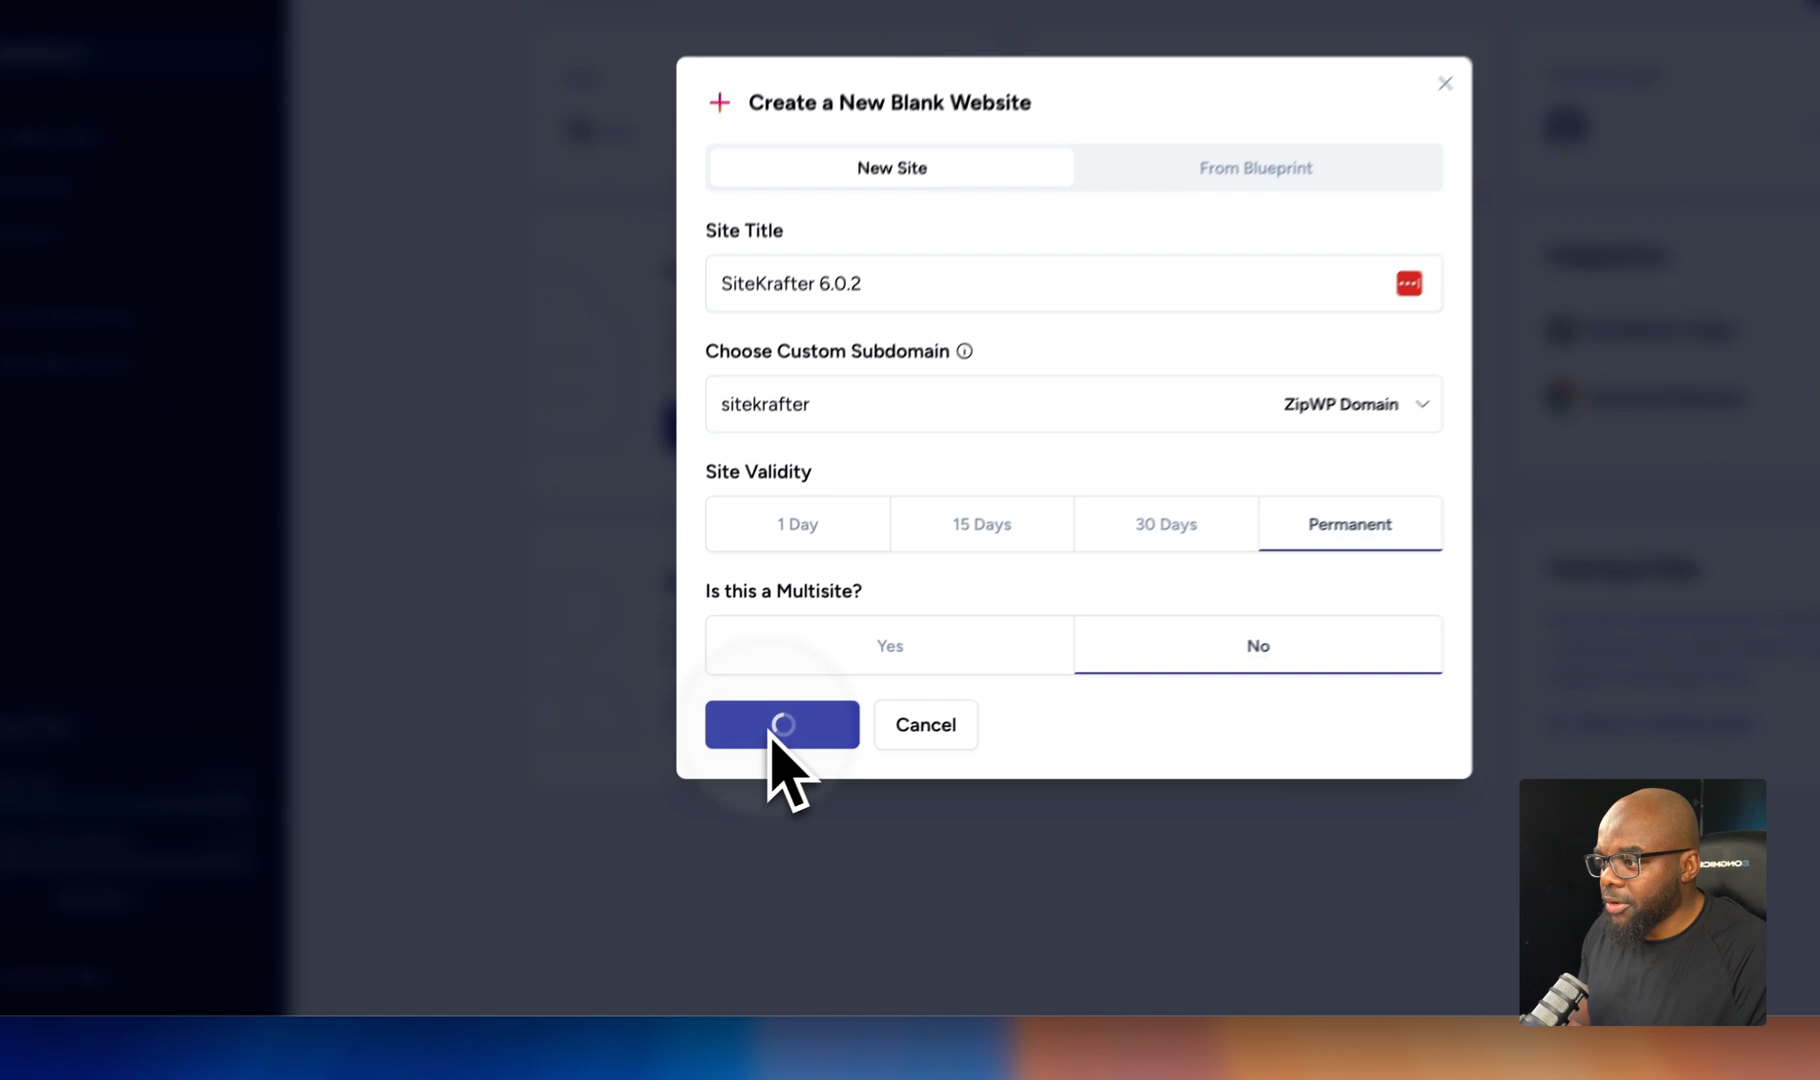 Create a New Blank Website
New Site
From Blueprint
Site Title
SiteKrafter 6.0.2
Choose Custom Subdomain
sitekrafter
ZipWP Domain
Site Validity
1 Day
15 Days
30 Days
Permanent
Is this a Multisite?
Yes
No
Cancel